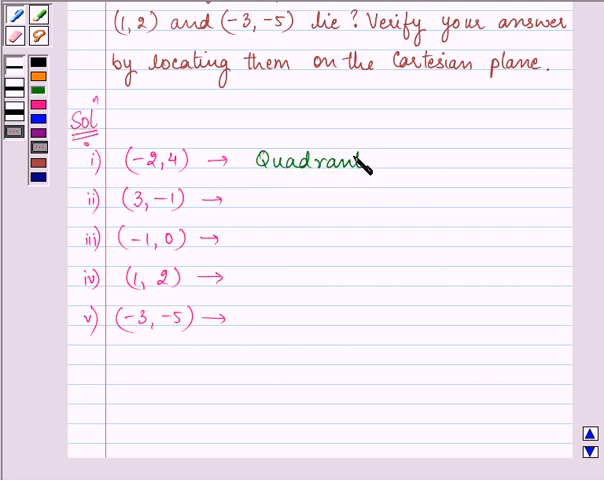 (1, 2) and (-3, -5) lie? Verify your answer
by locating them on the Cartesian plane.
Solⁿ
i) (-2, 4) → Quadrant
ii) (3, -1) →
iii) (-1, 0) →
iv) (1, 2) →
v) (-3, -5) →